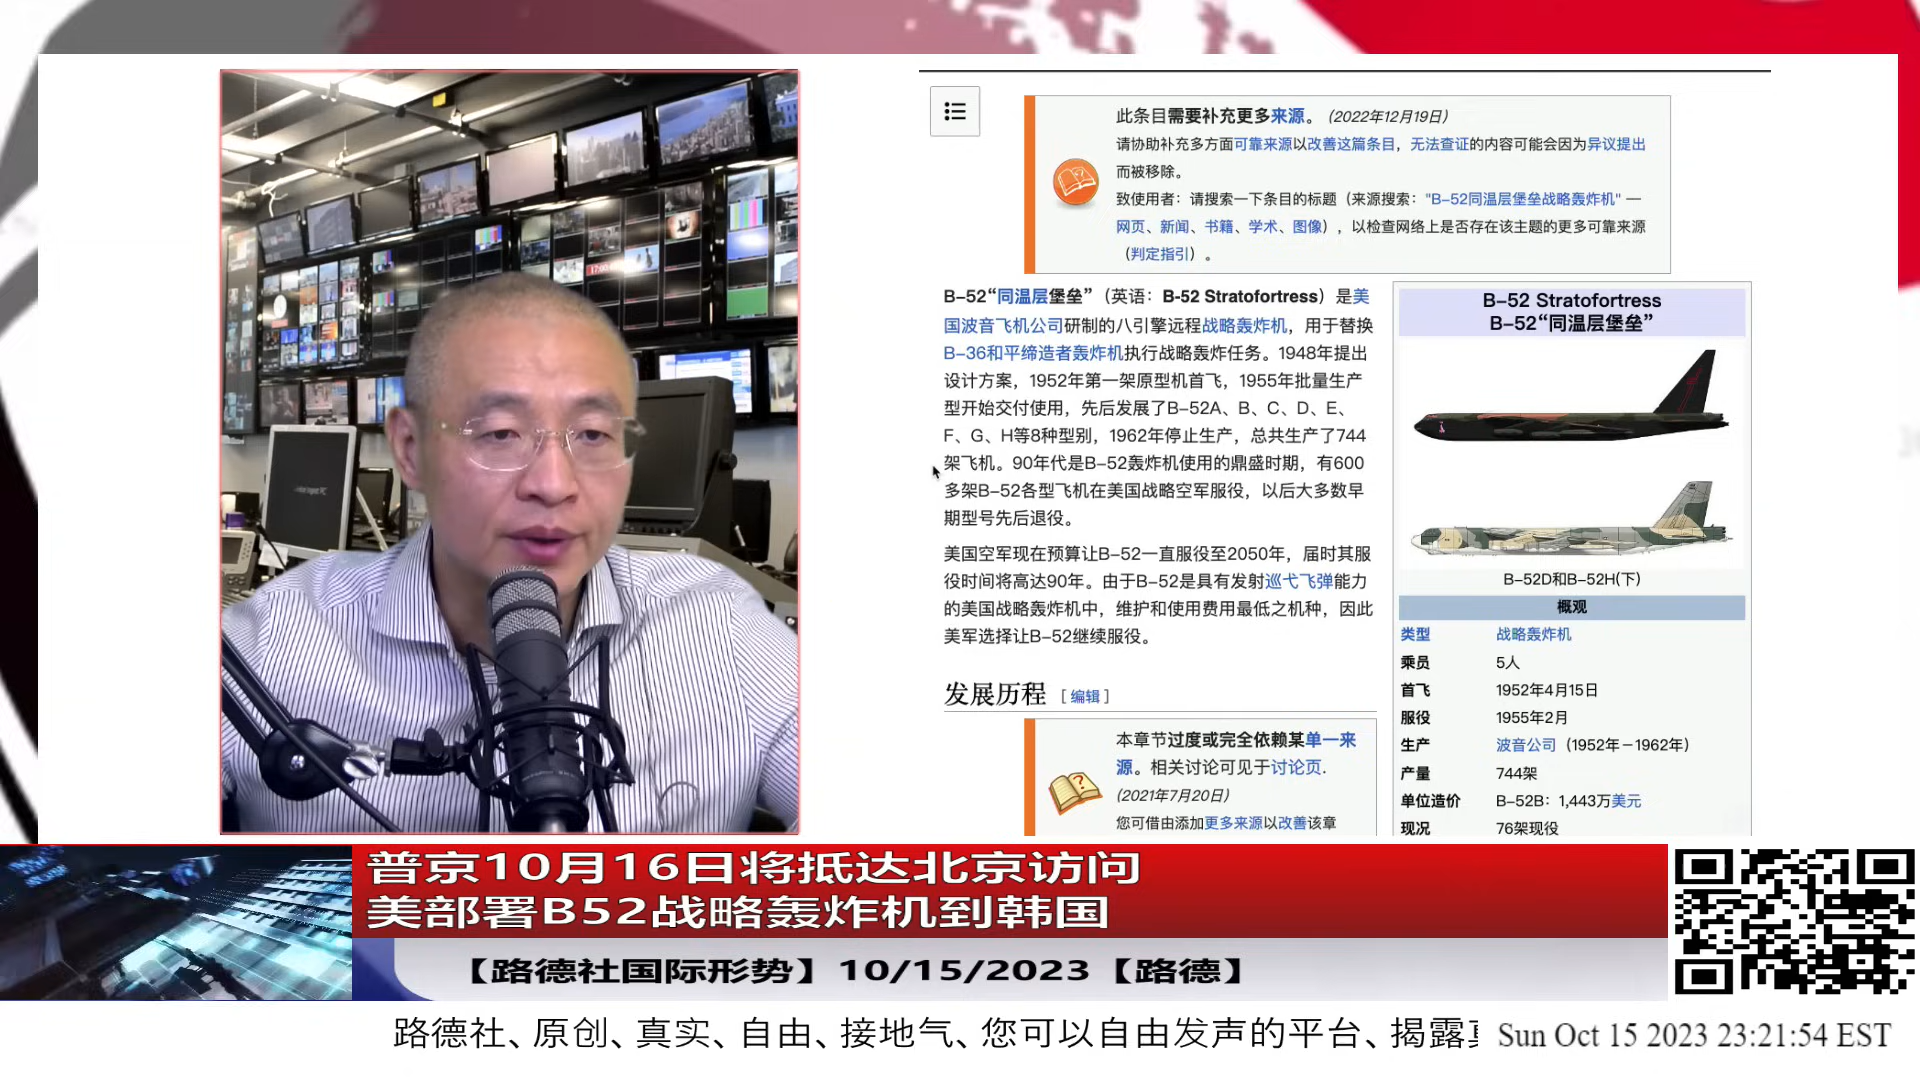 此条目需要补充更多来源。 (2022年12月19日)
请协助补充多方面可靠来源以改善这篇条目，无法查证的内容可能会因为异议提出
而被移除。
致使用者：请搜索一下条目的标题（来源搜索："B-52同温层堡垒战略轰炸机" —
网页、新闻、书籍、学术、图像），以检查网络上是否存在该主题的更多可靠来源
（判定指引）。
B-52“同温层堡垒”（英语：B-52 Stratofortress）是美
国波音飞机公司研制的八引擎远程战略轰炸机，用于替换
B-36和平缔造者轰炸机执行战略轰炸任务。1948年提出
设计方案，1952年第一架原型机首飞，1955年批量生产
型开始交付使用，先后发展了B-52A、B、C、D、E、
F、G、H等8种型别，1962年停止生产，总共生产了744
架飞机。90年代是B-52轰炸机使用的鼎盛时期，有600
多架B-52各型飞机在美国战略空军服役，以后大多数早
期型号先后退役。
美国空军现在预算让B-52一直服役至2050年，届时其服
役时间将高达90年。由于B-52是具有发射巡弋飞弹能力
的美国战略轰炸机中，维护和使用费用最低之机种，因此
美军选择让B-52继续服役。
发展历程 [ 编辑 ]
本章节过度或完全依赖某单一来
源。相关讨论可见于讨论页.
(2021年7月20日)
您可借由添加更多来源以改善该章
B-52 Stratofortress
B-52“同温层堡垒”
B-52D和B-52H(下)
概观
类型 战略轰炸机
乘员 5人
首飞 1952年4月15日
服役 1955年2月
生产 波音公司（1952年－1962年）
产量 744架
单位造价 B-52B：1,443万美元
现况 76架现役
普京10月16日将抵达北京访问
美部署B52战略轰炸机到韩国
【路德社国际形势】10/15/2023【路德】
路德社、原创、真实、自由、接地气、您可以自由发声的平台、揭露
Sun Oct 15 2023 23:21:54 EST